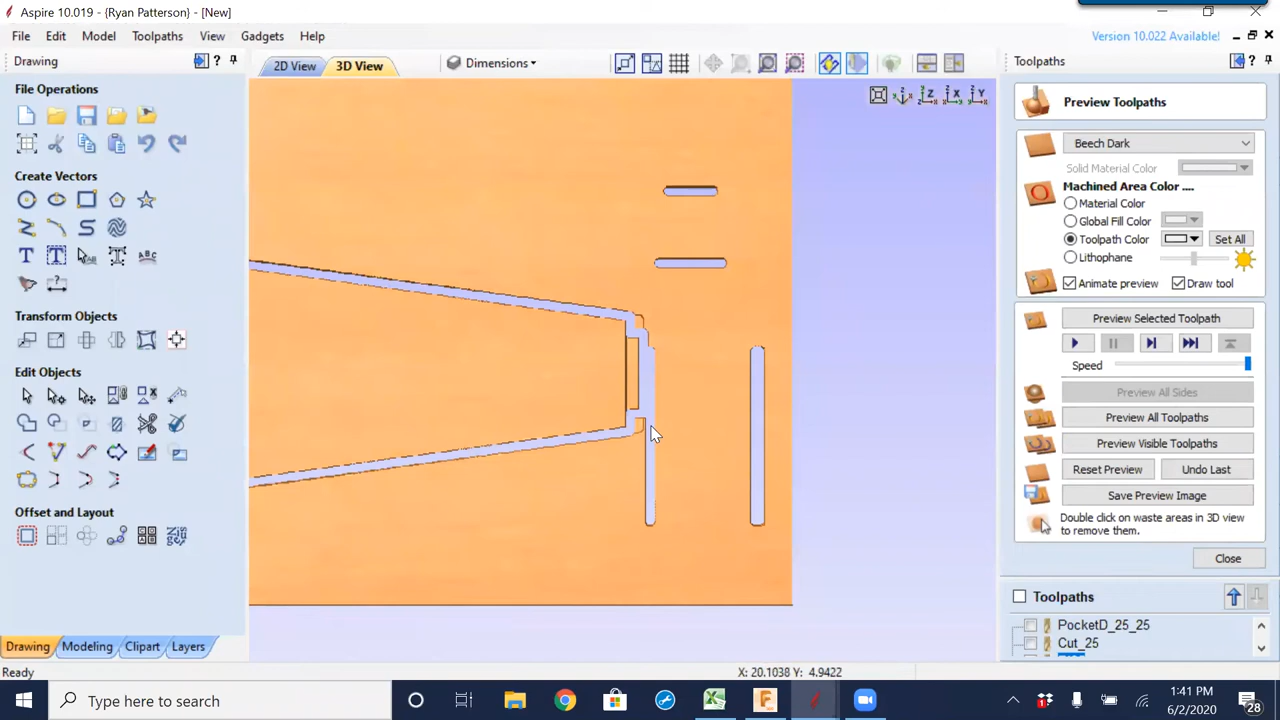 Aspire 10.019 - {Ryan Patterson} - [New]
File Edit Model Toolpaths View Gadgets Help
Version 10.022 Available!
Drawing
2D View 3D View
Dimensions
Toolpaths
File Operations
Create Vectors
Transform Objects
Edit Objects
Offset and Layout
Preview Toolpaths
Beech Dark
Solid Material Color
Machined Area Color ....
Material Color
Global Fill Color
Toolpath Color
Set All
Lithophane
Animate preview
Draw tool
Preview Selected Toolpath
Speed
Preview All Sides
Preview All Toolpaths
Preview Visible Toolpaths
Reset Preview
Undo Last
Save Preview Image
Double click on waste areas in 3D view
to remove them.
Close
Toolpaths
PocketD_25_25
Cut_25
Drawing Modeling Clipart Layers
Ready
X: 20.1038 Y: 4.9422
Type here to search
1:41 PM
6/2/2020
28